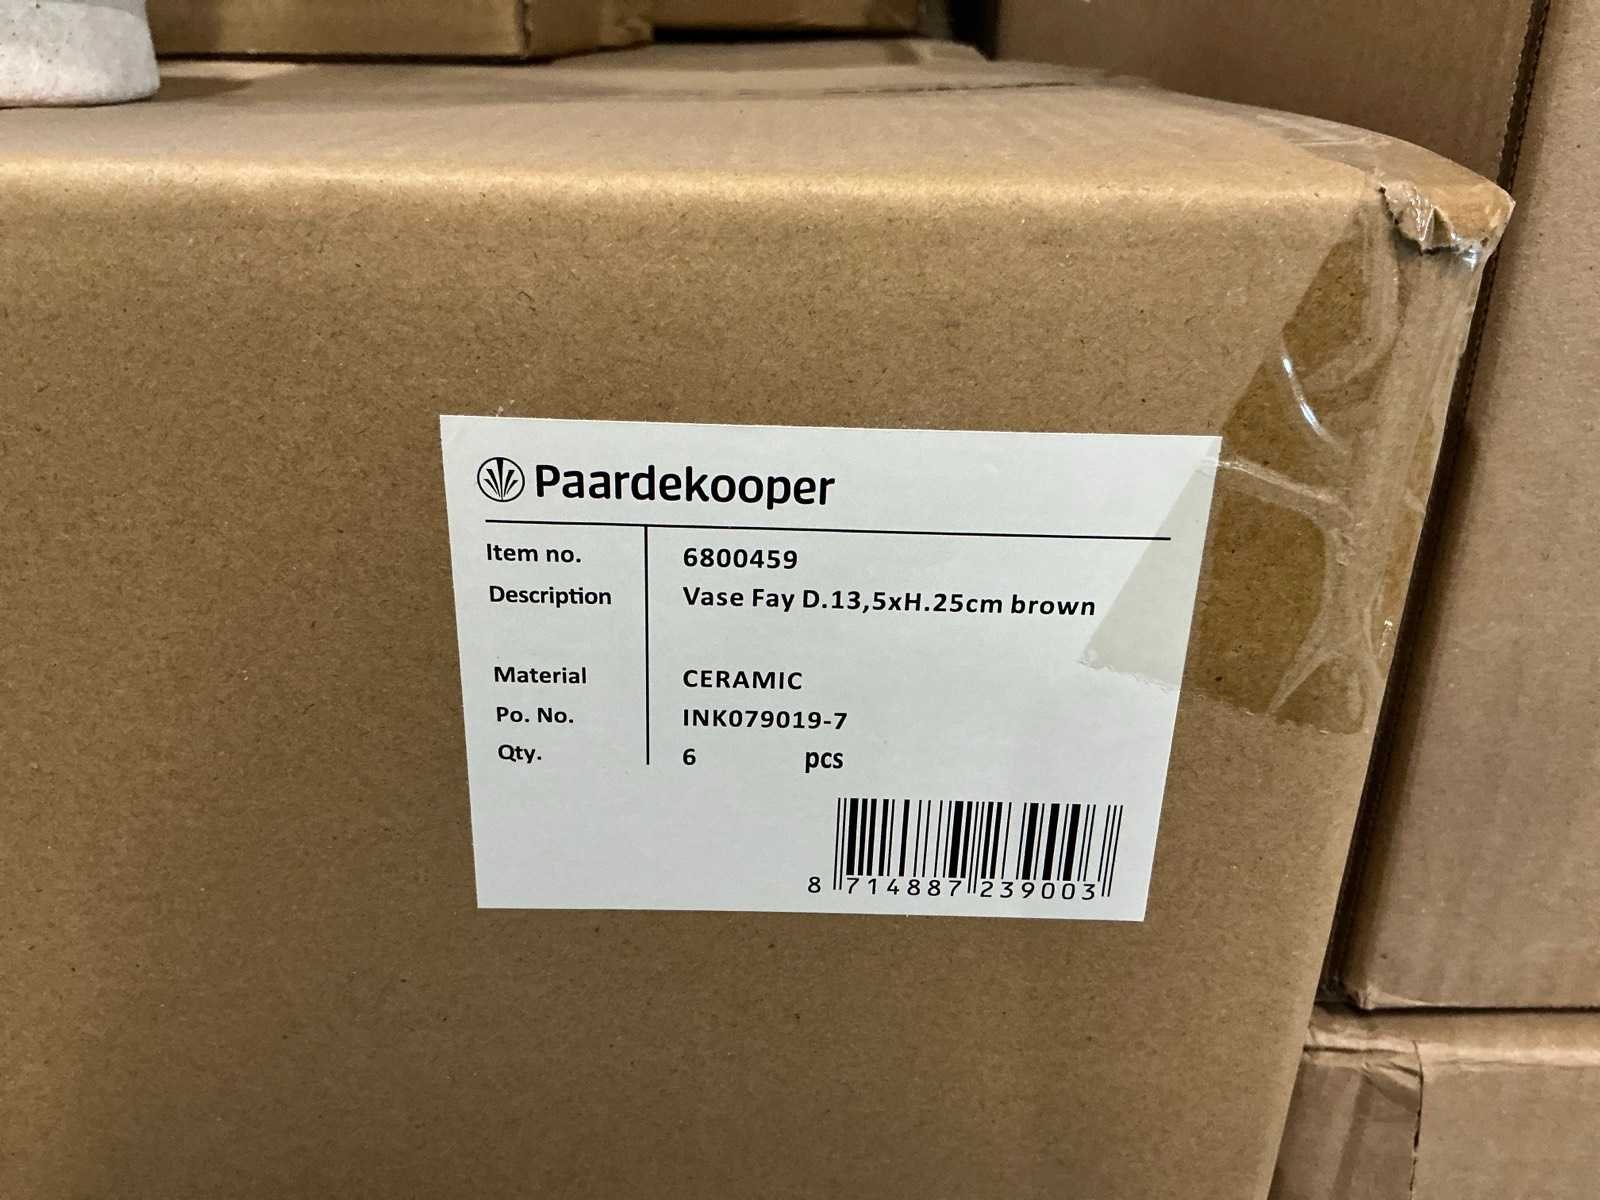 Paardekooper
Item no. 6800459
Description Vase Fay D.13,5xH.25cm brown
Material CERAMIC
Po. No. INK079019-7
Qty. 6 pcs
8 714887 239003